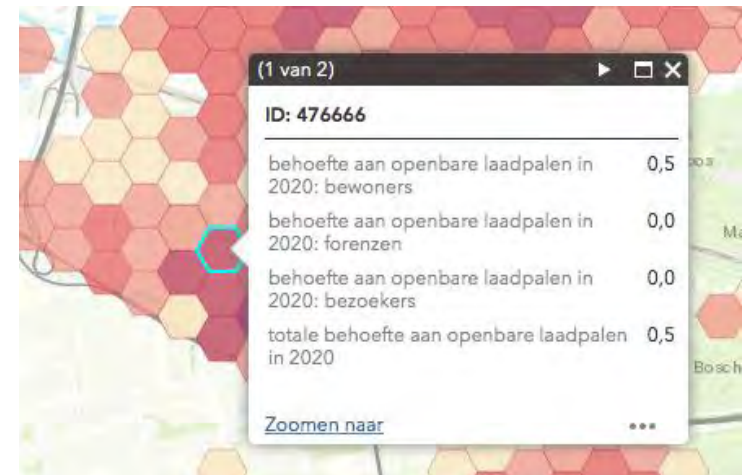 (1 van 2)
ID: 476666
behoefte aan openbare laadpalen in 0,5
2020: bewoners
behoefte aan openbare laadpalen in 0,0
2020: forenzen
behoefte aan openbare laadpalen in 0,0
2020: bezoekers
totale behoefte aan openbare laadpalen 0,5
in 2020
Bosch
Zoomen naar